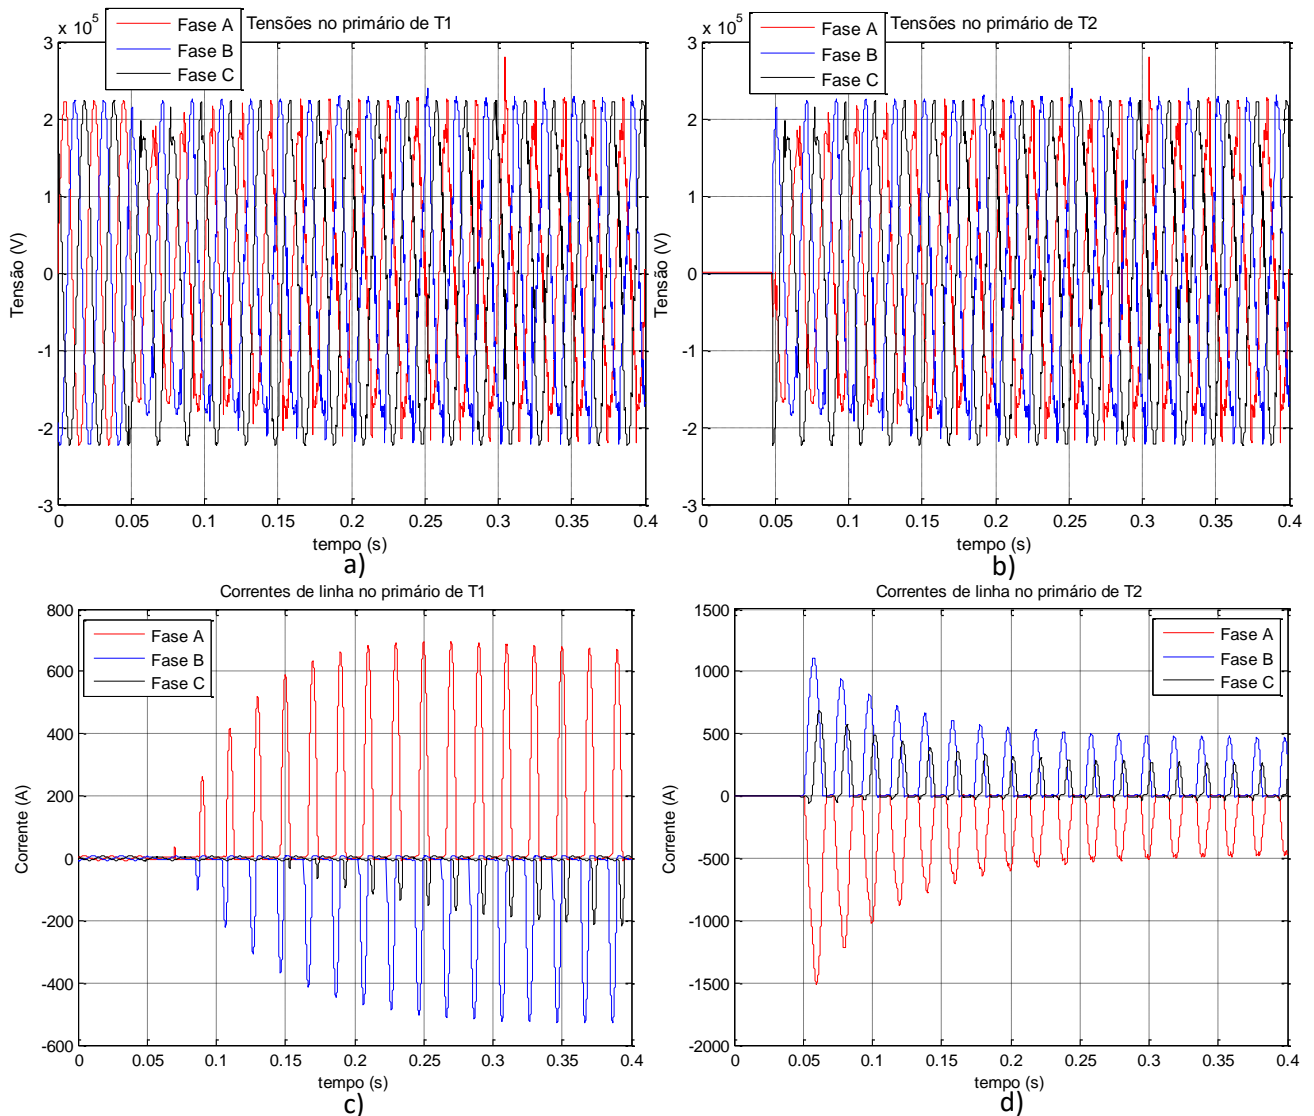 x 10^5
Tensões no primário de T1
Fase A
Fase B
Fase C
3
2
1
0
-1
-2
-3
Tensão (V)
0
0.05
0.1
0.15
0.2
0.25
0.3
0.35
0.4
tempo (s)
a)
x 10^5
Tensões no primário de T2
Fase A
Fase B
Fase C
3
2
1
0
-1
-2
-3
Tensão (V)
0
0.05
0.1
0.15
0.2
0.25
0.3
0.35
0.4
tempo (s)
b)
Correntes de linha no primário de T1
Fase A
Fase B
Fase C
800
600
400
200
0
-200
-400
-600
Corrente (A)
0
0.05
0.1
0.15
0.2
0.25
0.3
0.35
0.4
tempo (s)
c)
Correntes de linha no primário de T2
Fase A
Fase B
Fase C
1500
1000
500
0
-500
-1000
-1500
-2000
Corrente (A)
0
0.05
0.1
0.15
0.2
0.25
0.3
0.35
0.4
tempo (s)
d)